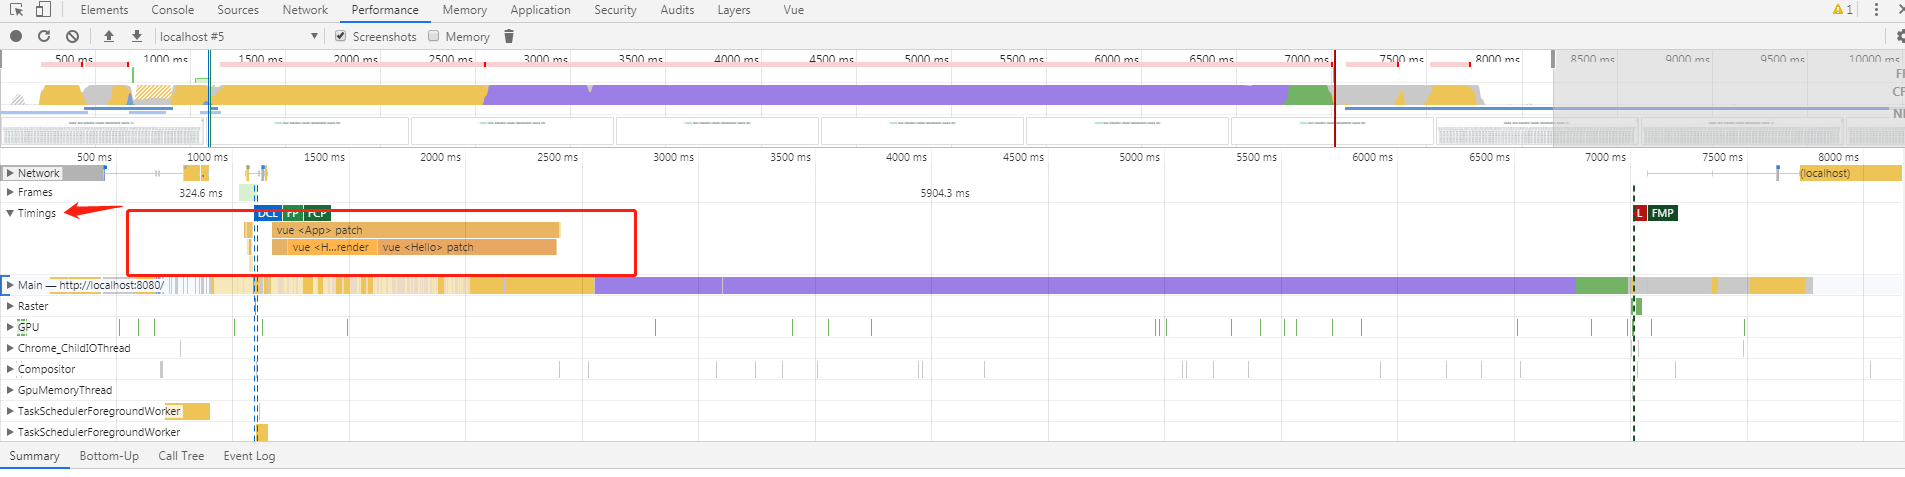 Elements Console Sources Network Performance Memory Application Security Audits Layers Vue 1
localhost #5 Screenshots Memory
500 ms 1000 ms 1500 ms 2000 ms 2500 ms 3000 ms 3500 ms 4000 ms 4500 ms 5000 ms 5500 ms 6000 ms 6500 ms 7000 ms 7500 ms 8000 ms 8500 ms 9000 ms 9500 ms 10000 ms
500 ms 1000 ms 1500 ms 2000 ms 2500 ms 3000 ms 3500 ms 4000 ms 4500 ms 5000 ms 5500 ms 6000 ms 6500 ms 7000 ms 7500 ms 8000 ms
Network (localhost)
Frames 324.6 ms 5904.3 ms
Timings DCL FP FCP L FMP
vue <App> patch
vue <H...render vue <Hello> patch
Main — http://localhost:8080/
Raster
GPU
Chrome_ChildIOThread
Compositor
GpuMemoryThread
TaskSchedulerForegroundWorker
TaskSchedulerForegroundWorker
Summary Bottom-Up Call Tree Event Log